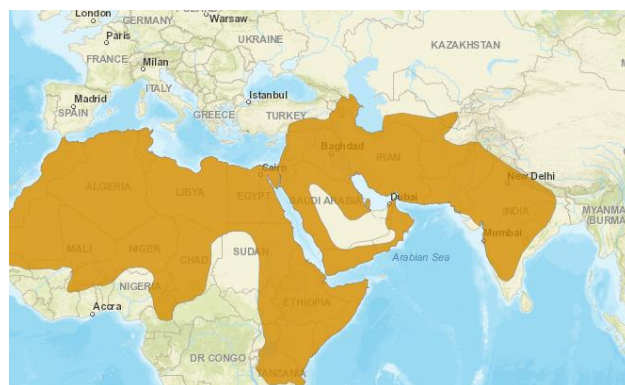 London
Warsaw
GERMANY
Paris
UKRAINE
KAZAKHSTAN
FRANCE
Milan
ITALY
Istanbul
Madrid
SPAIN
GREECE
TURKEY
Baghdad
IRAN
Cairo
ALGERIA
LIBYA
EGYPT
SAUDI ARABIA
Dubai
New Delhi
INDIA
MYANMAR
(BURMA)
Mumbai
MALI
NIGER
CHAD
SUDAN
Arabian Sea
NIGERIA
Accra
ETHIOPIA
DR CONGO
TANZANIA